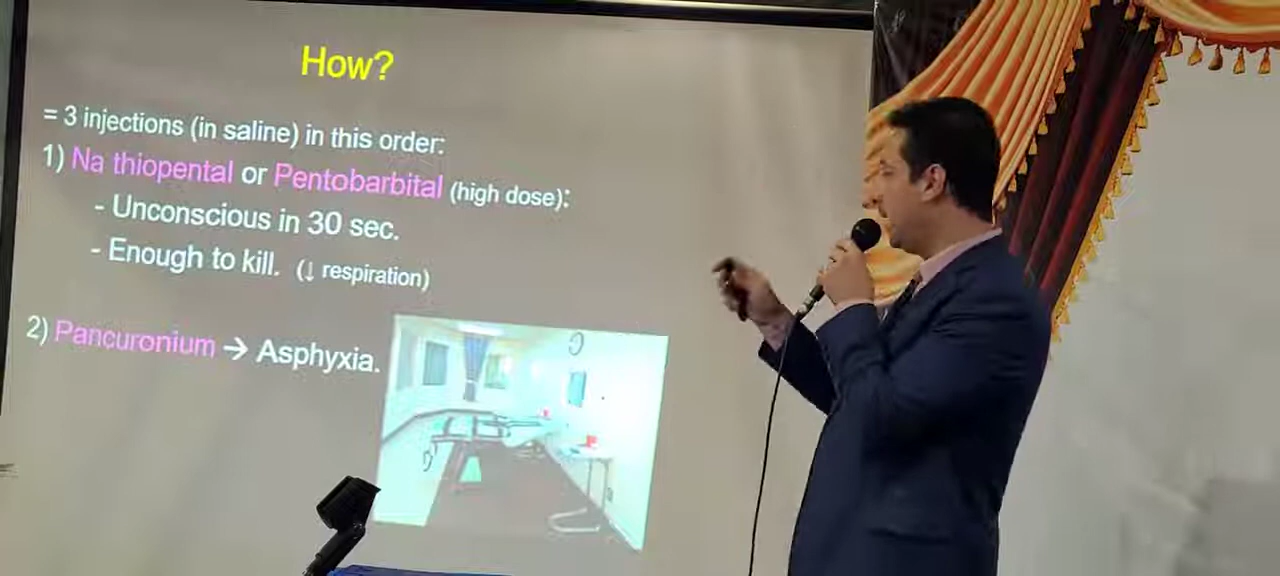 How?
= 3 injections (in saline) in this order:
1) Na thiopental or Pentobarbital (high dose):
- Unconscious in 30 sec.
- Enough to kill. (↓ respiration)
2) Pancuronium → Asphyxia.